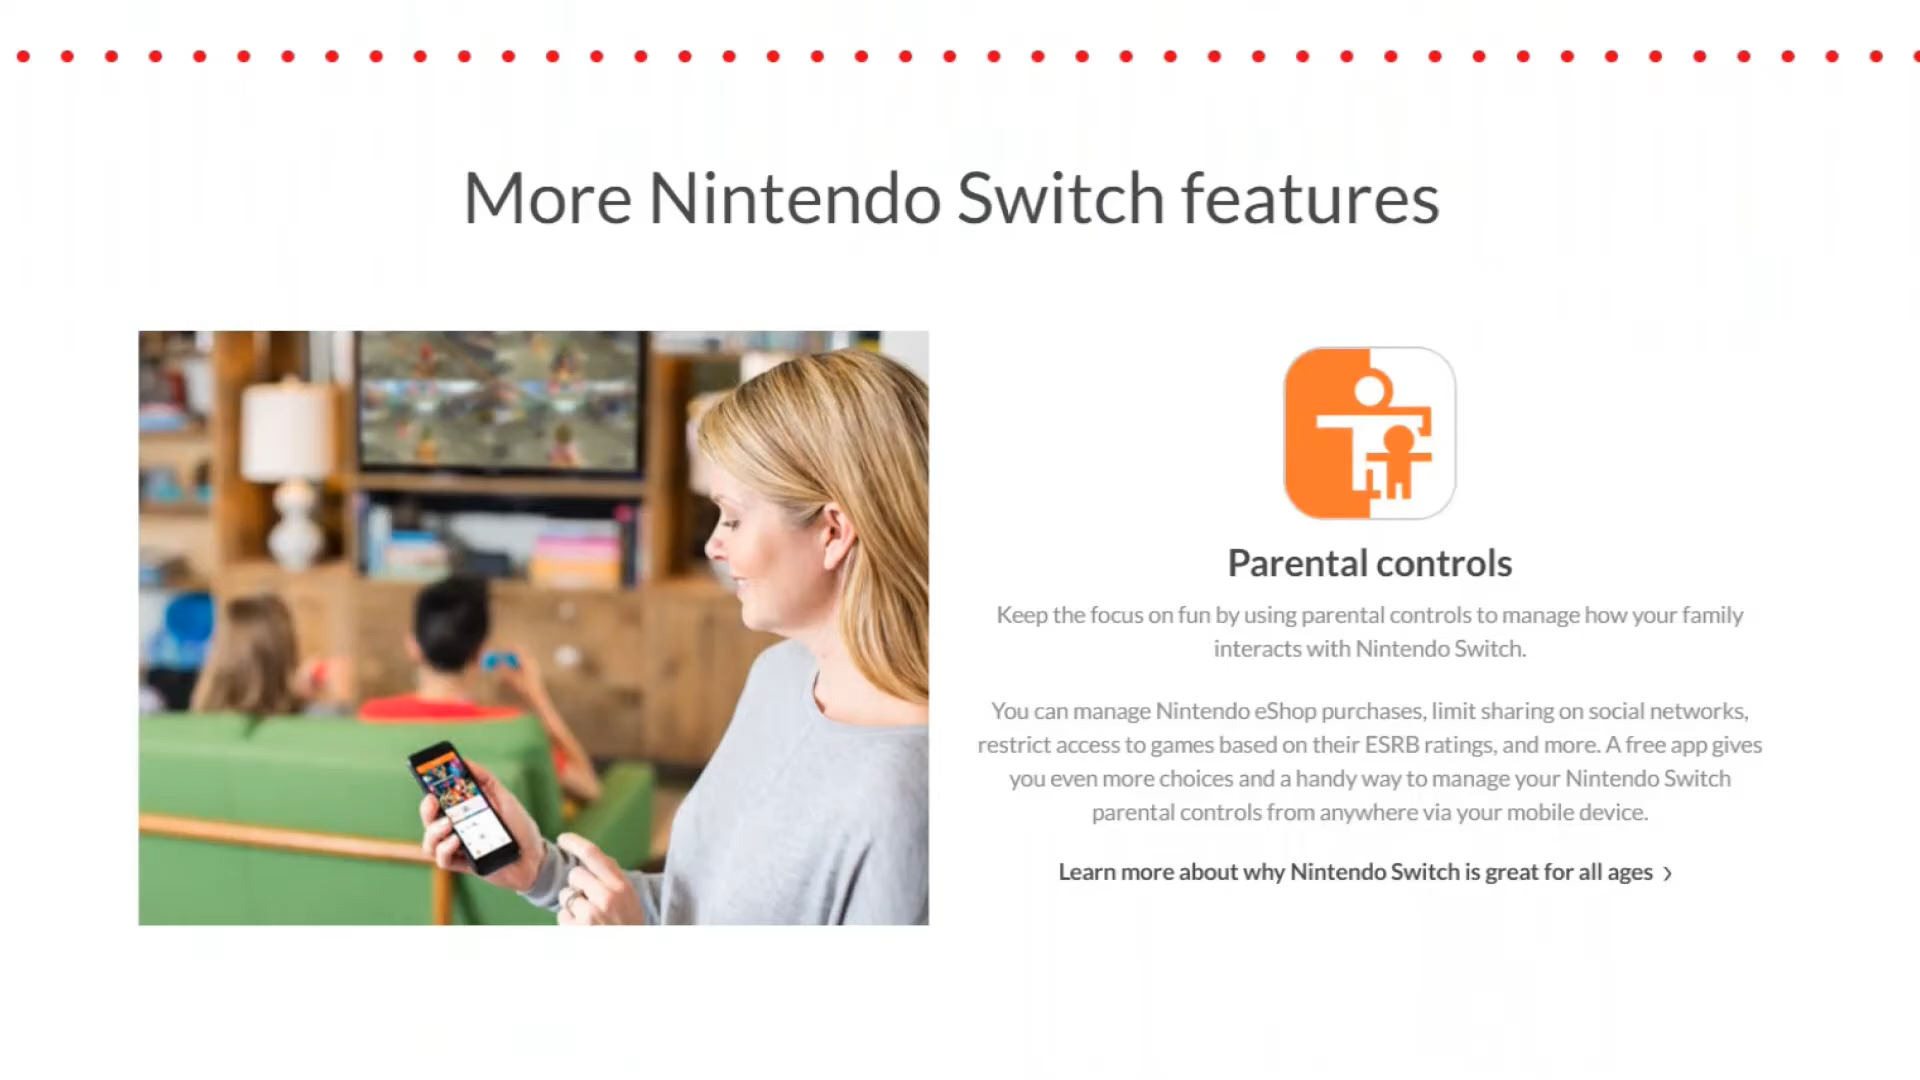 More Nintendo Switch features
Parental controls
Keep the focus on fun by using parental controls to manage how your family
interacts with Nintendo Switch.
You can manage Nintendo eShop purchases, limit sharing on social networks,
restrict access to games based on their ESRB ratings, and more. A free app gives
you even more choices and a handy way to manage your Nintendo Switch
parental controls from anywhere via your mobile device.
Learn more about why Nintendo Switch is great for all ages ›